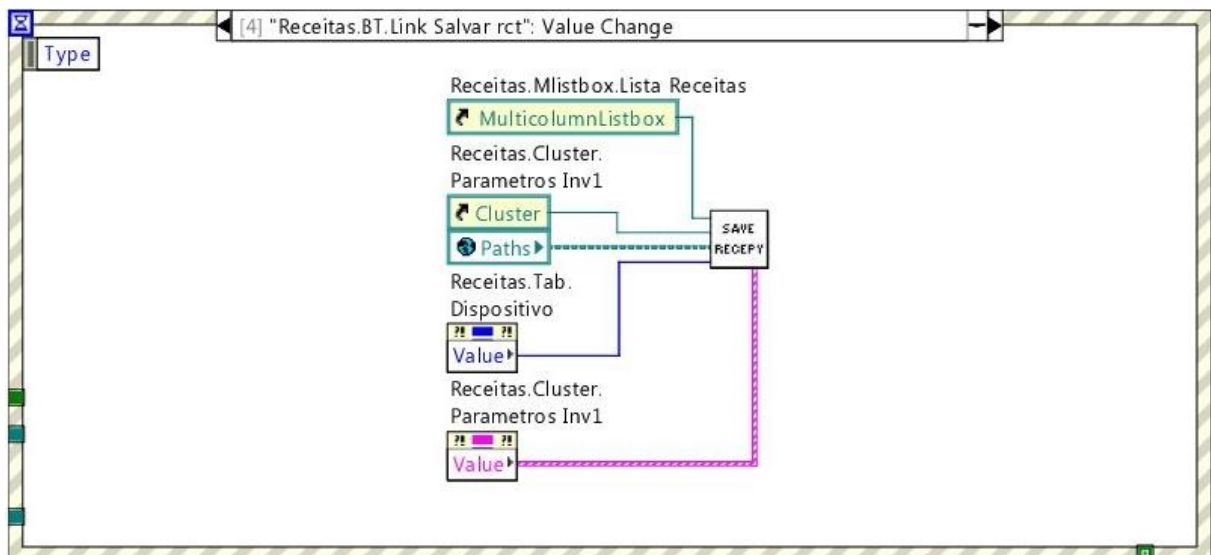 [4] "Receitas.BT.Link Salvar rct": Value Change
Type
Receitas.Mlistbox.Lista Receitas
MulticolumnListbox
Receitas.Cluster.
Parametros Inv1
Cluster
Paths
SAVE
RECEPY
Receitas.Tab.
Dispositivo
?! ?!
Value
Receitas.Cluster.
Parametros Inv1
?! ?!
Value